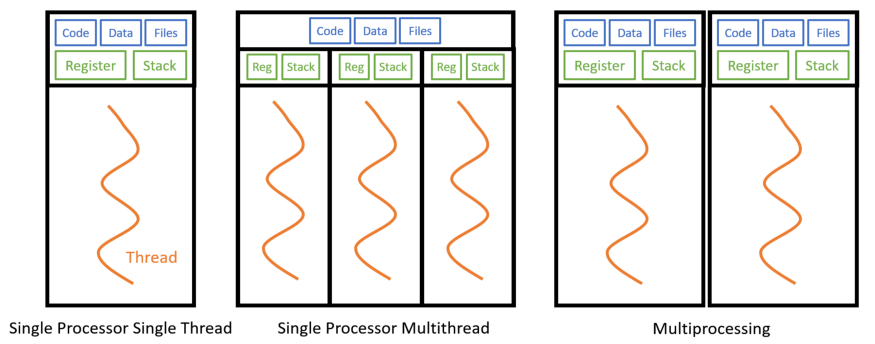 Code Data Files
Register Stack
Thread
Single Processor Single Thread
Code Data Files
Reg Stack Reg Stack Reg Stack
Single Processor Multithread
Code Data Files Code Data Files
Register Stack Register Stack
Multiprocessing